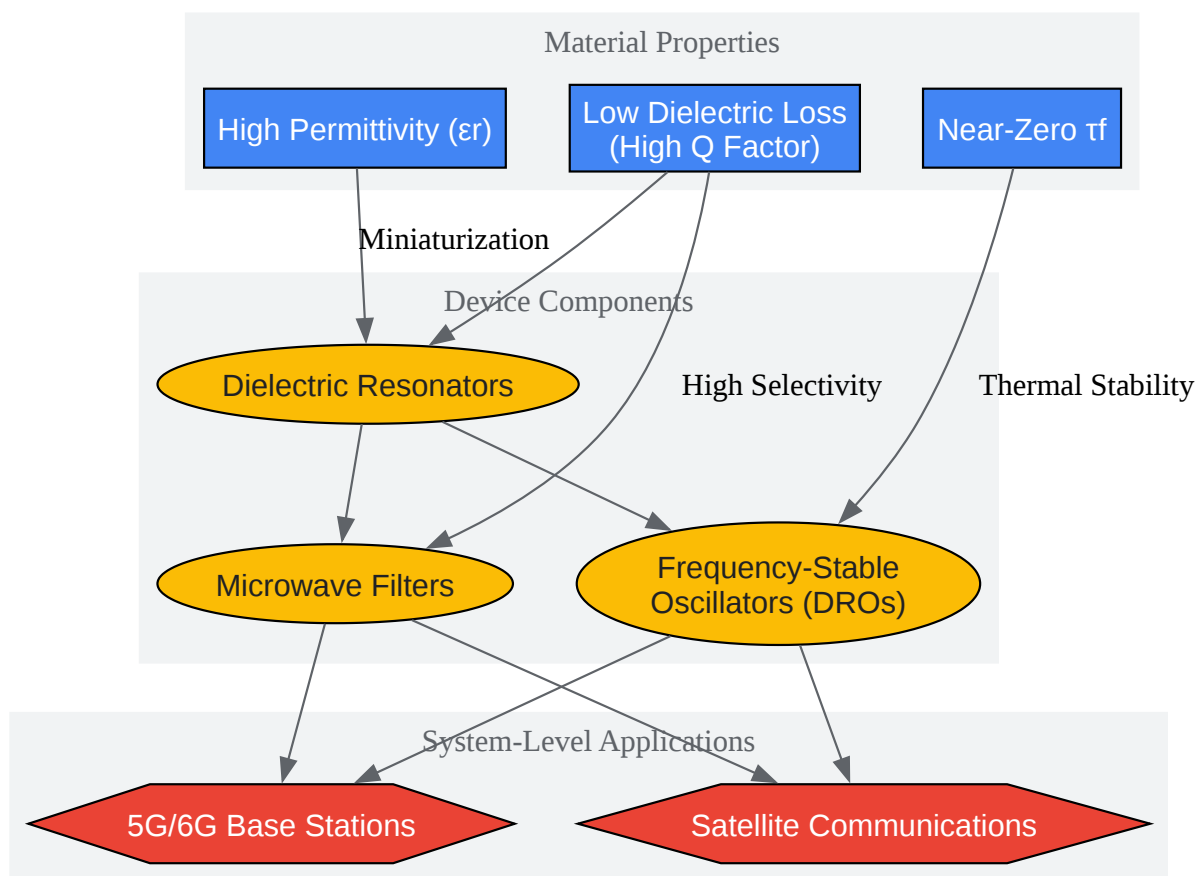 Material Properties
High Permittivity (εr)
Low Dielectric Loss
(High Q Factor)
Near-Zero τf
Miniaturization
Device Components
Dielectric Resonators
High Selectivity
Thermal Stability
Microwave Filters
Frequency-Stable
Oscillators (DROs)
System-Level Applications
5G/6G Base Stations
Satellite Communications